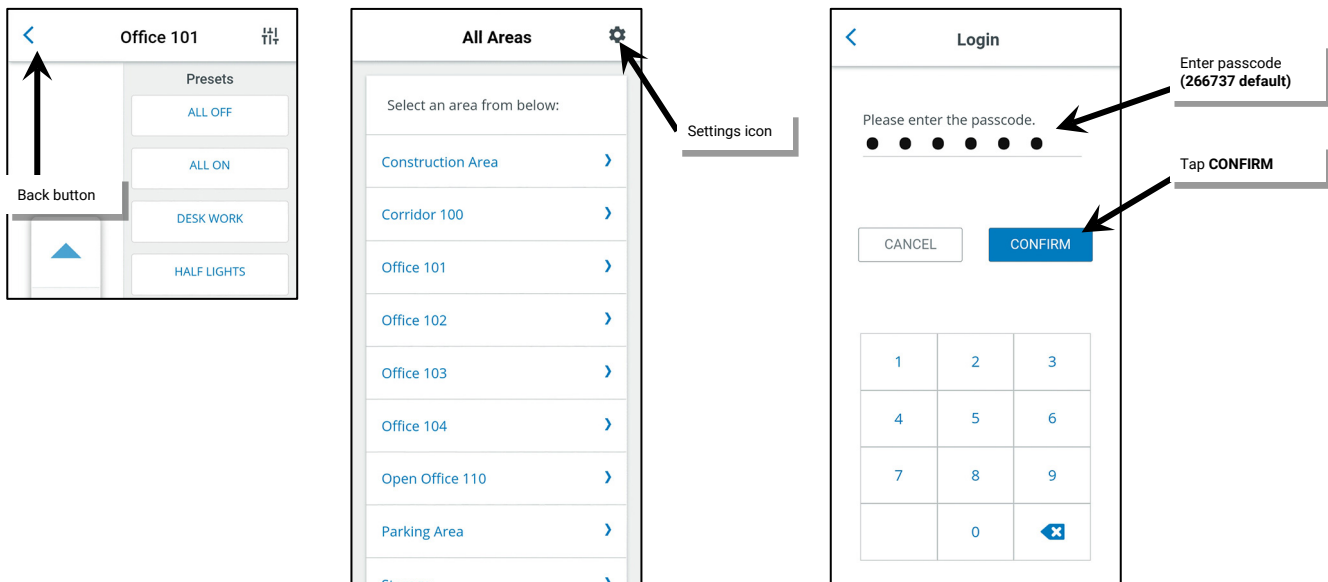 Office 101
Presets
ALL OFF
ALL ON
DESK WORK
HALF LIGHTS
Back button
All Areas
Select an area from below:
Construction Area
Corridor 100
Office 101
Office 102
Office 103
Office 104
Open Office 110
Parking Area
Settings icon
Login
Please enter the passcode.
CANCEL
CONFIRM
1
2
3
4
5
6
7
8
9
0
Enter passcode
(266737 default)
Tap CONFIRM